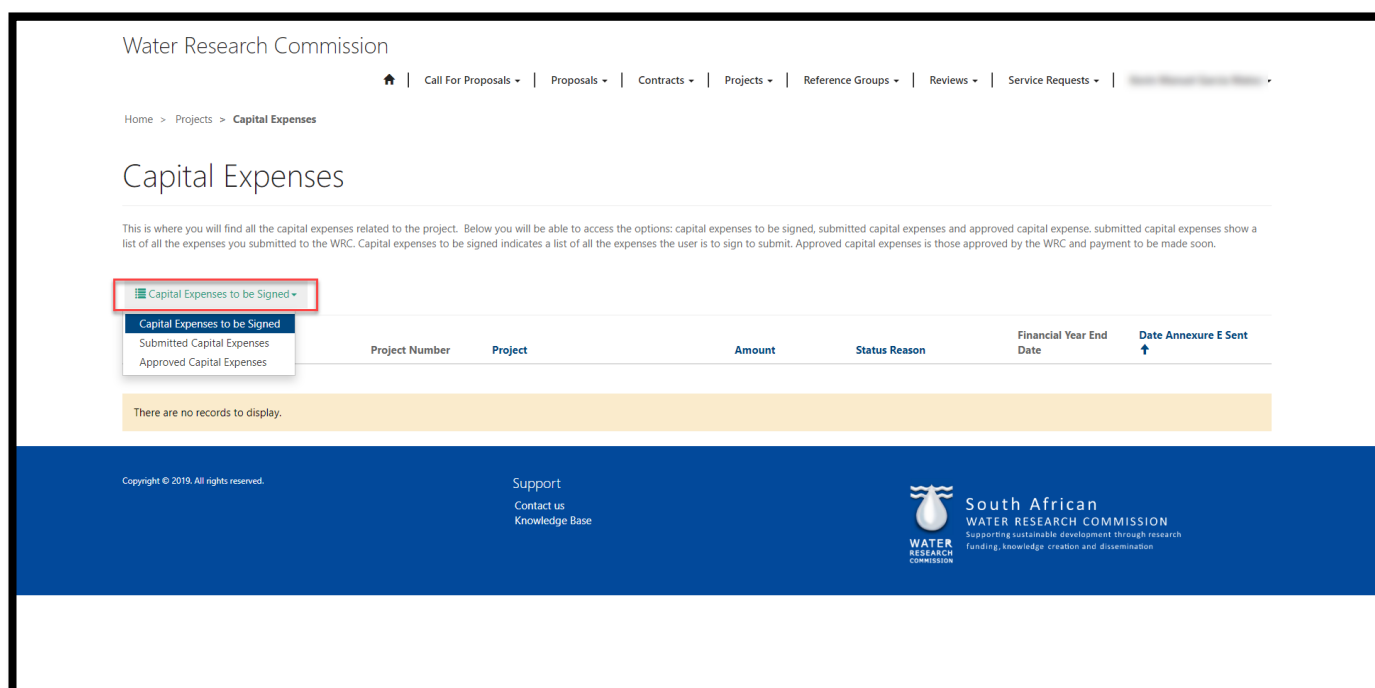 Water Research Commission
Call For Proposals
Proposals
Contracts
Projects
Reference Groups
Reviews
Service Requests
Home > Projects > Capital Expenses
Capital Expenses
This is where you will find all the capital expenses related to the project. Below you will be able to access the options: capital expenses to be signed, submitted capital expenses and approved capital expense. submitted capital expenses show a
list of all the expenses you submitted to the WRC. Capital expenses to be signed indicates a list of all the expenses the user is to sign to submit. Approved capital expenses is those approved by the WRC and payment to be made soon.
Capital Expenses to be Signed
Capital Expenses to be Signed
Submitted Capital Expenses
Approved Capital Expenses
Project Number
Project
Amount
Status Reason
Financial Year End
Date
Date Annexure E Sent
There are no records to display.
Copyright © 2019. All rights reserved.
Support
Contact us
Knowledge Base
WATER
RESEARCH
COMMISSION
South African
WATER RESEARCH COMMISSION
Supporting sustainable development through research
funding, knowledge creation and dissemination